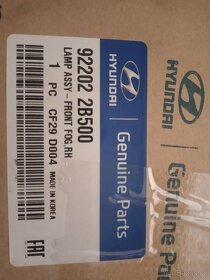 92202 2B500
LAMP ASSY-FRONT FOG,RH
1 PC CF29 D004
MADE IN KOREA
EAC
HYUNDAI
Genuine Parts
HYUNDAI
Genuine Parts